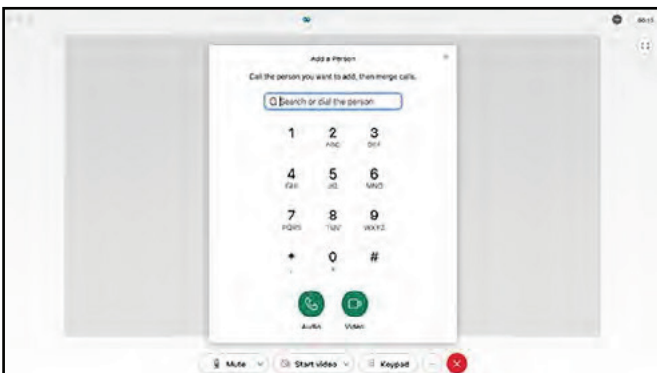 00:15
Add a Person
Call the person you want to add, then merge calls.
Search or dial the person
1 2 3
ABC DEF
4 5 6
GHI JKL MNO
7 8 9
PQRS TUV WXYZ
* 0 #
, +
Audio Video
Mute Start video Keypad